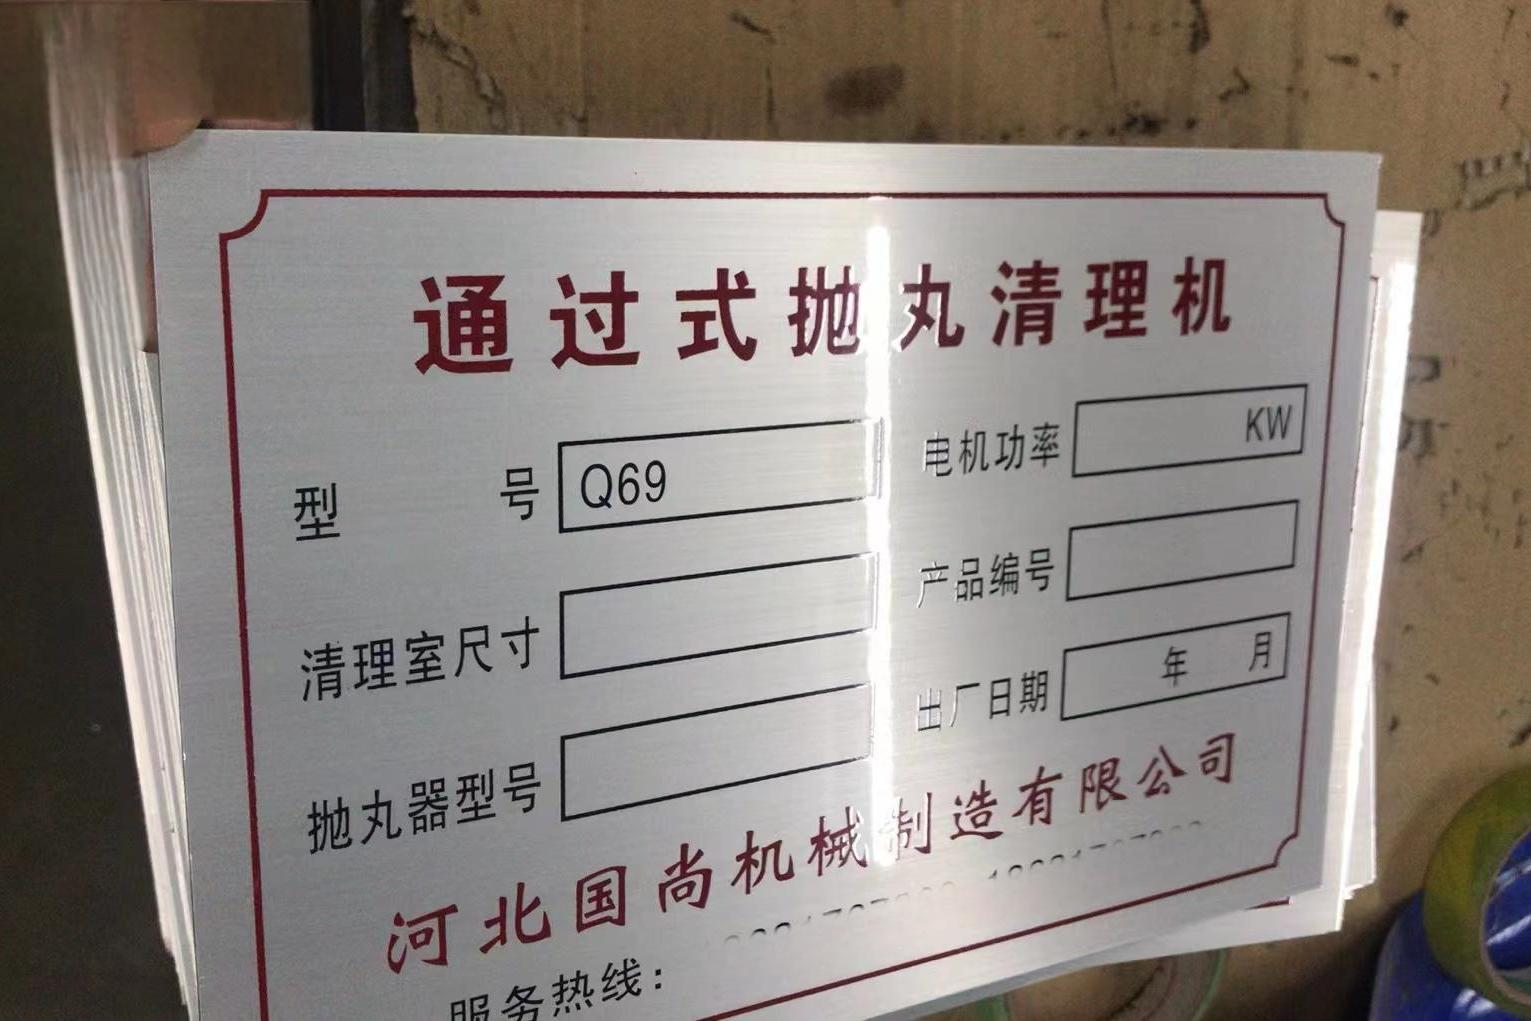 通过式抛丸清理机
型号 Q69 电机功率 KW
清理室尺寸 产品编号
抛丸器型号 出厂日期 年 月
河北国尚机械制造有限公司
服务热线：